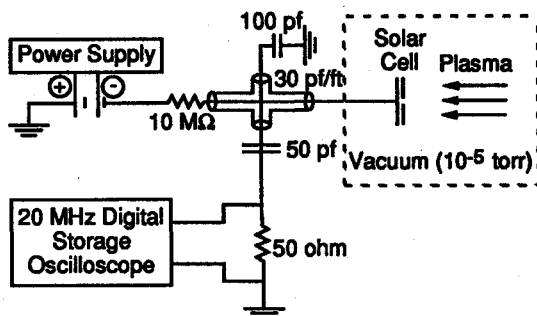 100 pf
Power Supply
+
-
30 pf/ft
10 MΩ
50 pf
Solar
Cell
Plasma
Vacuum (10-5 torr)
20 MHz Digital
Storage
Oscilloscope
50 ohm